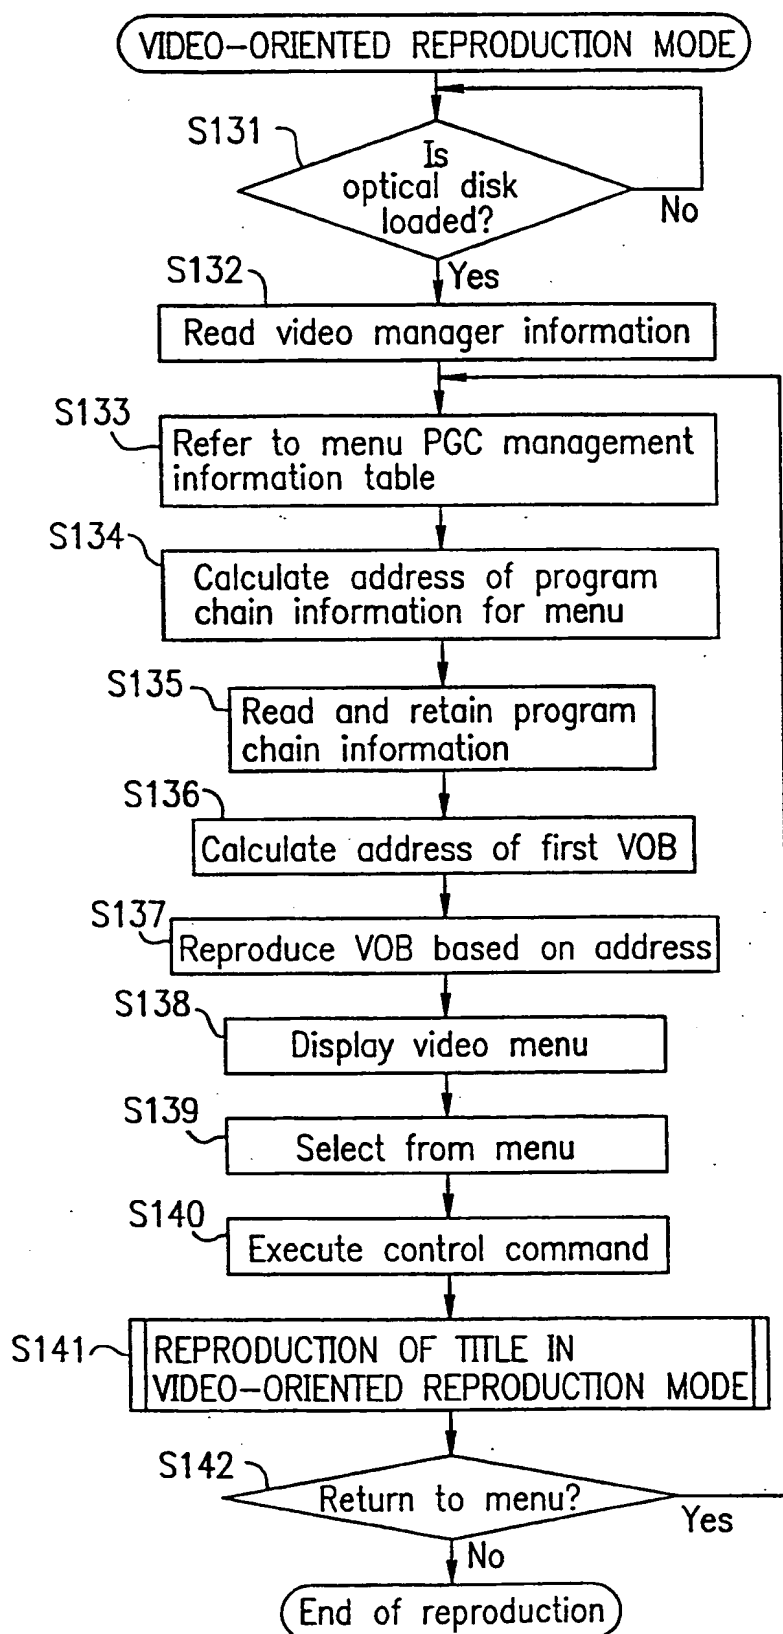 VIDEO-ORIENTED REPRODUCTION MODE
S131
Is
optical disk
loaded?
No
Yes
S132
Read video manager information
S133
Refer to menu PGC management
information table
S134
Calculate address of program
chain information for menu
S135
Read and retain program
chain information
S136
Calculate address of first VOB
S137
Reproduce VOB based on address
S138
Display video menu
S139
Select from menu
S140
Execute control command
S141
REPRODUCTION OF TITLE IN
VIDEO-ORIENTED REPRODUCTION MODE
S142
Return to menu?
Yes
No
End of reproduction